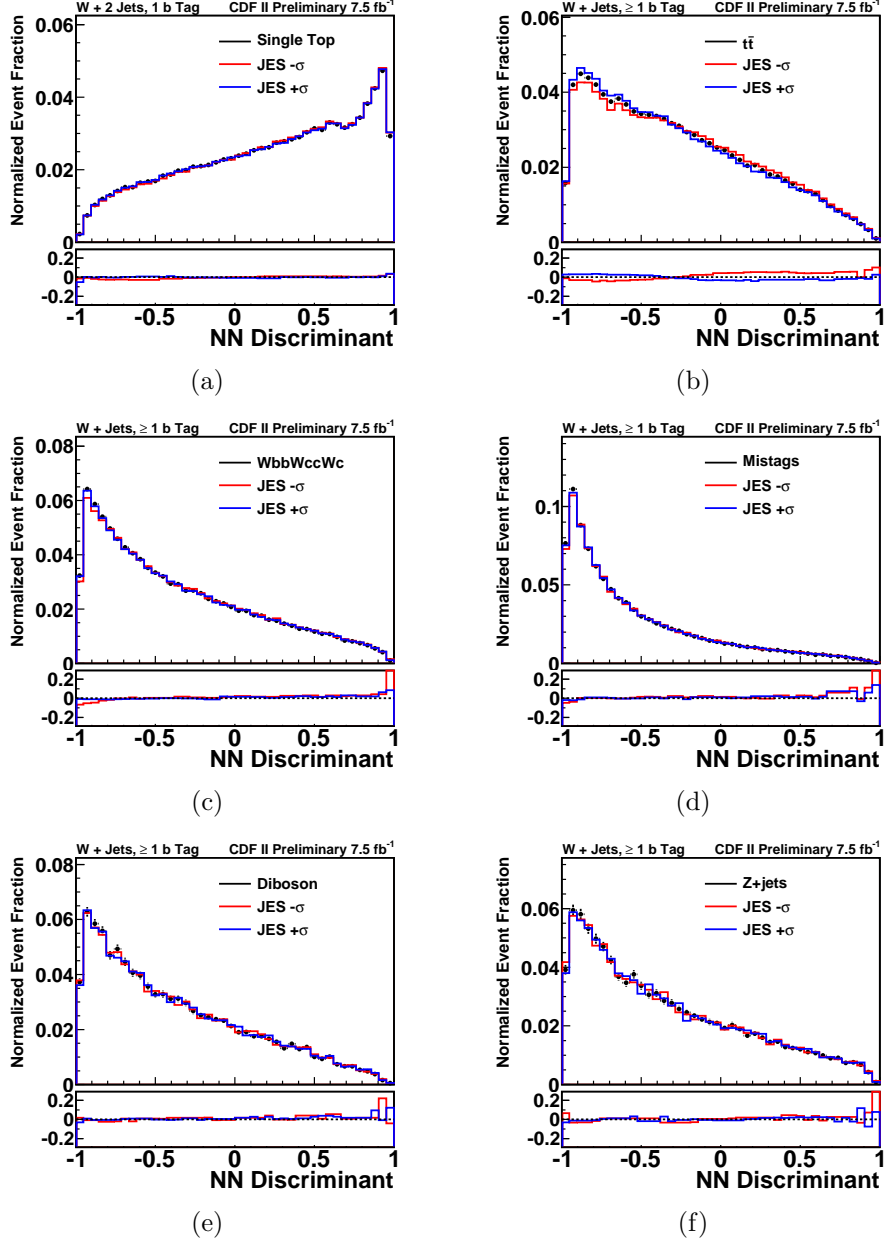 W + 2 Jets, 1 b Tag CDF II Preliminary 7.5 fb⁻¹
Normalized Event Fraction
0.06
0.04
0.02
0
Single Top
JES -σ
JES +σ
0.2
0
-0.2
-1 -0.5 0 0.5 1
NN Discriminant
(a)
W + Jets, ≥ 1 b Tag CDF II Preliminary 7.5 fb⁻¹
Normalized Event Fraction
0.06
0.04
0.02
0
tt̄
JES -σ
JES +σ
0.2
0
-0.2
-1 -0.5 0 0.5 1
NN Discriminant
(b)
W + Jets, ≥ 1 b Tag CDF II Preliminary 7.5 fb⁻¹
Normalized Event Fraction
0.08
0.06
0.04
0.02
0
WbbWccWc
JES -σ
JES +σ
0.2
0
-0.2
-1 -0.5 0 0.5 1
NN Discriminant
(c)
W + Jets, ≥ 1 b Tag CDF II Preliminary 7.5 fb⁻¹
Normalized Event Fraction
0.1
0.05
0
Mistags
JES -σ
JES +σ
0.2
0
-0.2
-1 -0.5 0 0.5 1
NN Discriminant
(d)
W + Jets, ≥ 1 b Tag CDF II Preliminary 7.5 fb⁻¹
Normalized Event Fraction
0.08
0.06
0.04
0.02
0
Diboson
JES -σ
JES +σ
0.2
0
-0.2
-1 -0.5 0 0.5 1
NN Discriminant
(e)
W + Jets, ≥ 1 b Tag CDF II Preliminary 7.5 fb⁻¹
Normalized Event Fraction
0.06
0.04
0.02
0
Z+jets
JES -σ
JES +σ
0.2
0
-0.2
-1 -0.5 0 0.5 1
NN Discriminant
(f)